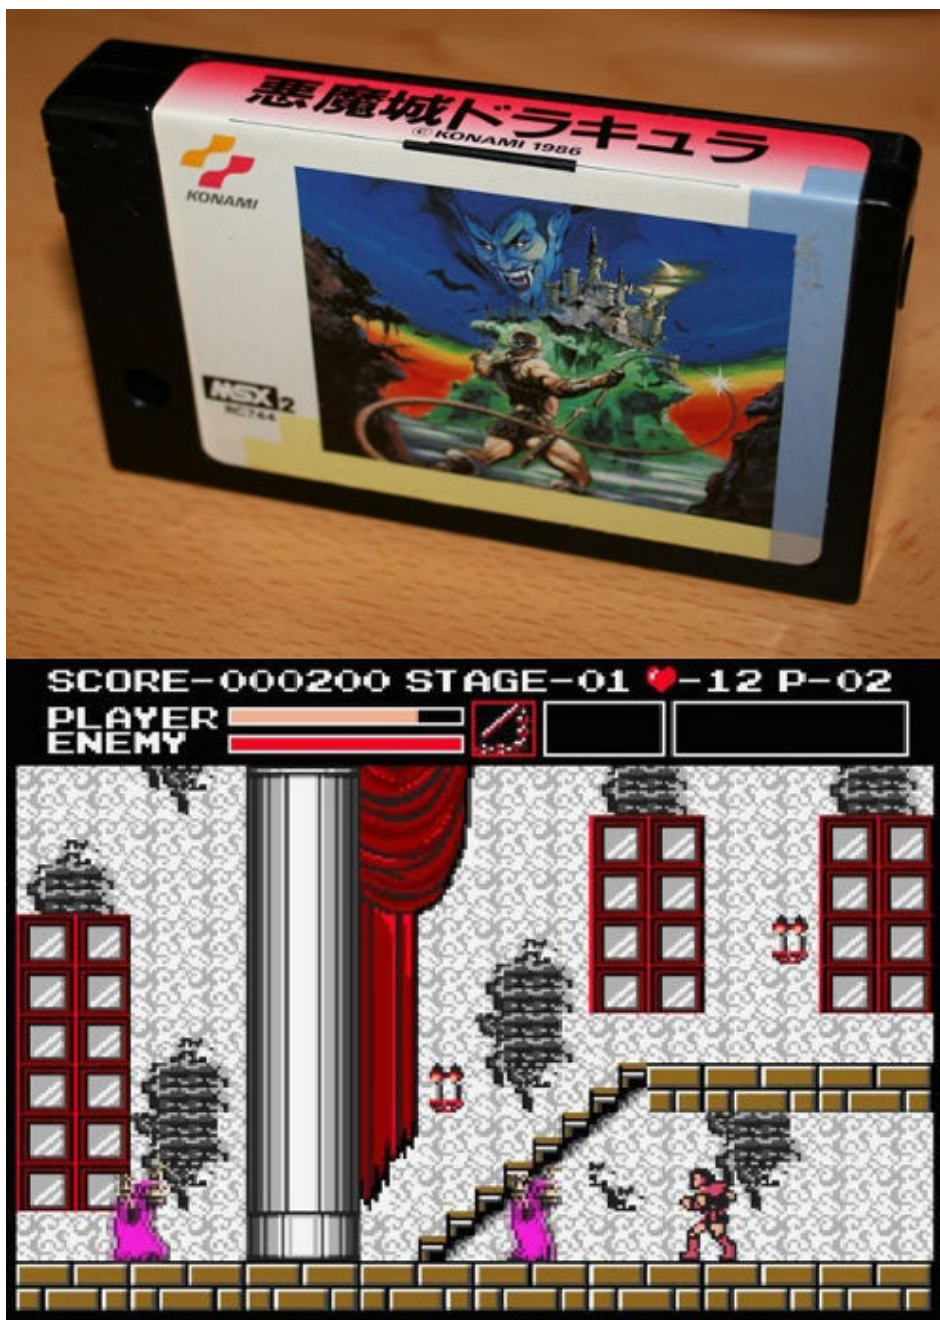 悪魔城ドラキュラ
© KONAMI 1986
KONAMI
MSX2
RC744
SCORE-000200 STAGE-01 ❤-12 P-02
PLAYER
ENEMY